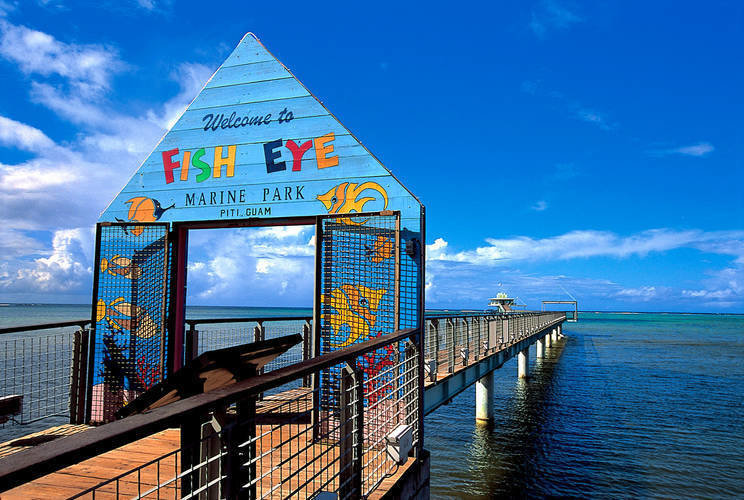 Welcome to
FISH EYE
MARINE PARK
PITI, GUAM